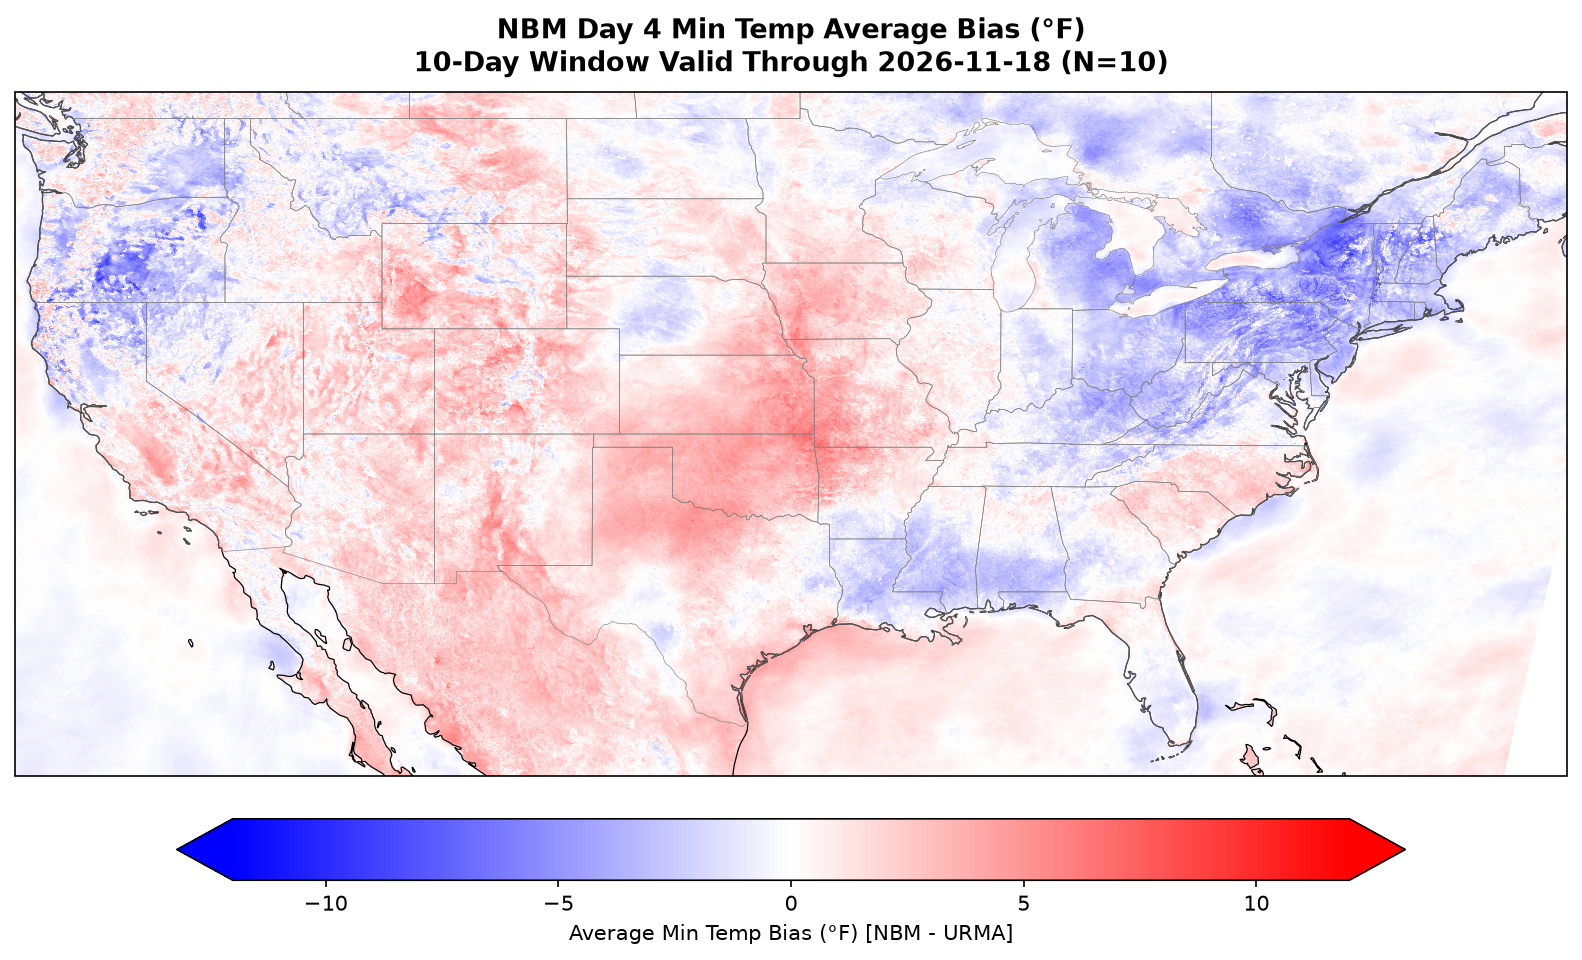 NBM Day 4 Min Temp Average Bias (°F)
10-Day Window Valid Through 2026-11-18 (N=10)
−10 −5 0 5 10
Average Min Temp Bias (°F) [NBM - URMA]